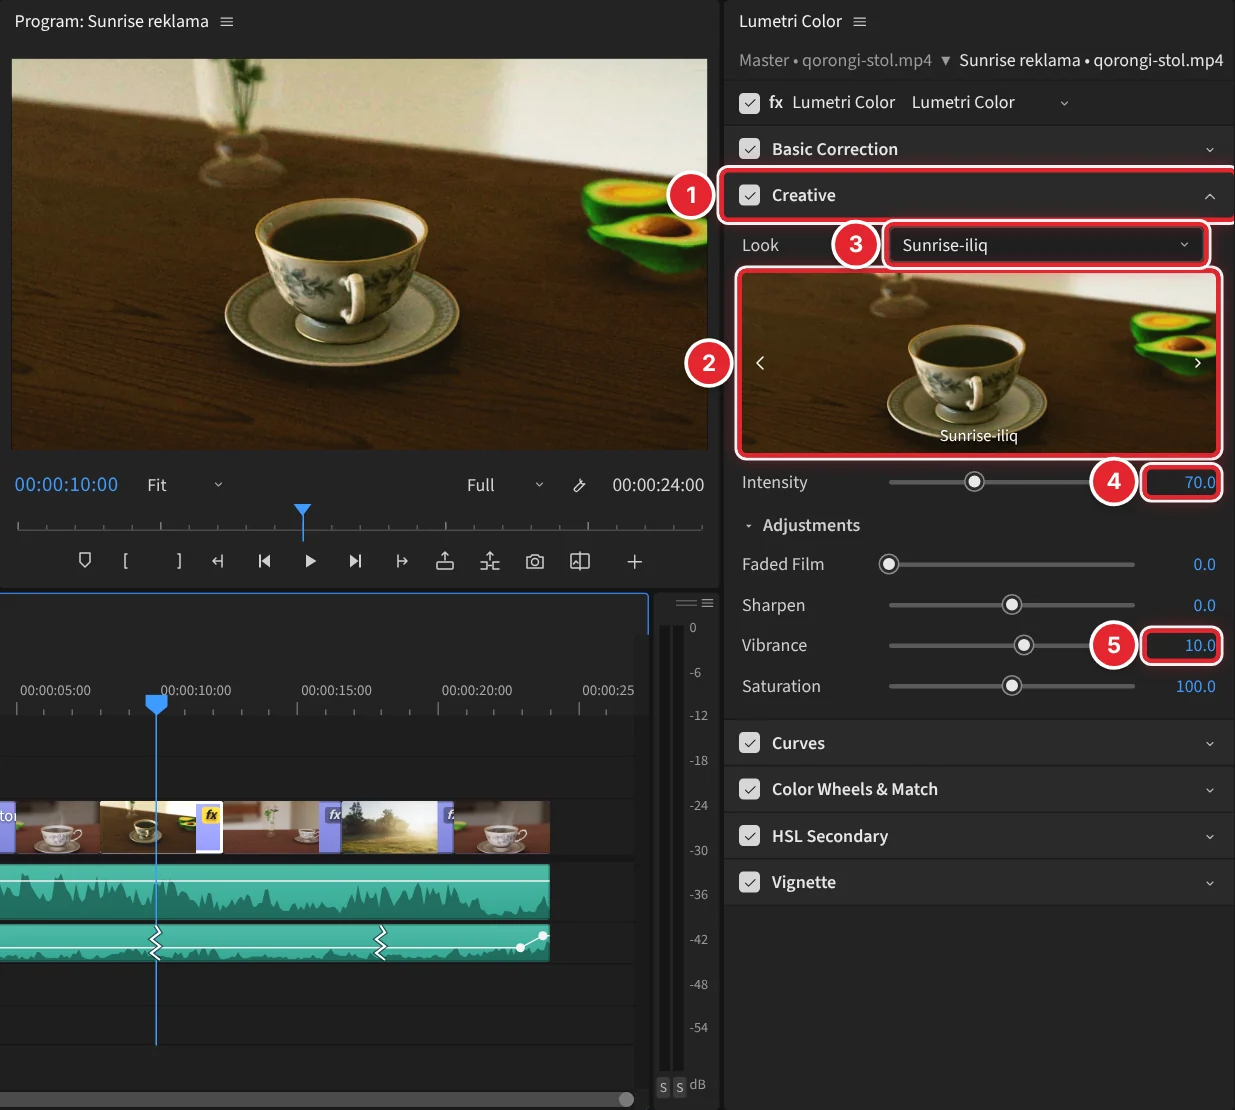 Program: Sunrise reklama
Lumetri Color
Master • qorongi-stol.mp4 Sunrise reklama • qorongi-stol.mp4
fx Lumetri Color Lumetri Color
Basic Correction
1 Creative
Look 3 Sunrise-iliq
2
Sunrise-iliq
Intensity 4 70.0
Adjustments
Faded Film 0.0
Sharpen 0.0
Vibrance 5 10.0
Saturation 100.0
Curves
Color Wheels & Match
HSL Secondary
Vignette
00:00:10:00 Fit Full 00:00:24:00
00:00:05:00 00:00:10:00 00:00:15:00 00:00:20:00 00:00:25
fx fx
0
-6
-12
-18
-24
-30
-36
-42
-48
-54
S S dB